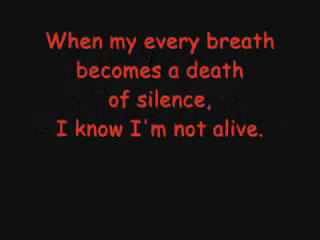 When my every breath
becomes a death
of silence,
I know I'm not alive.